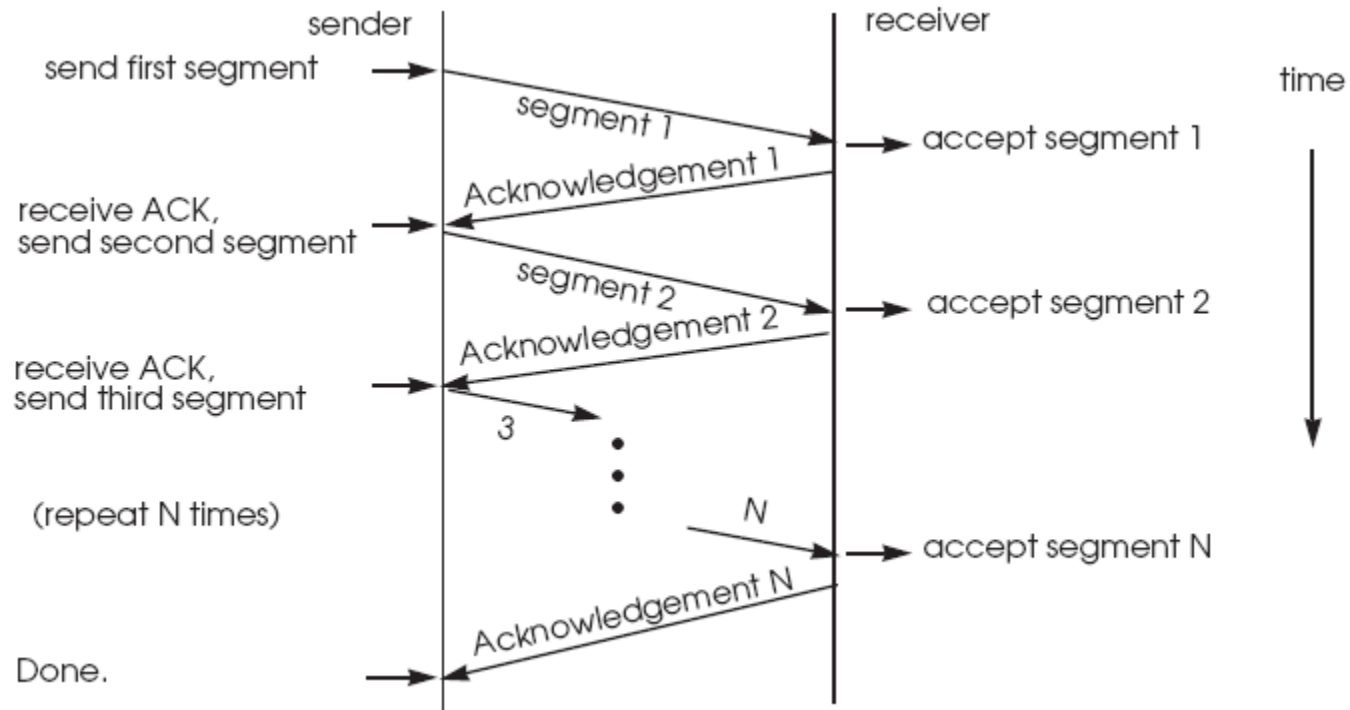 sender
receiver
send first segment
time
segment 1
accept segment 1
Acknowledgement 1
receive ACK,
send second segment
segment 2
accept segment 2
Acknowledgement 2
receive ACK,
send third segment
3
(repeat N times)
N
accept segment N
Acknowledgement N
Done.